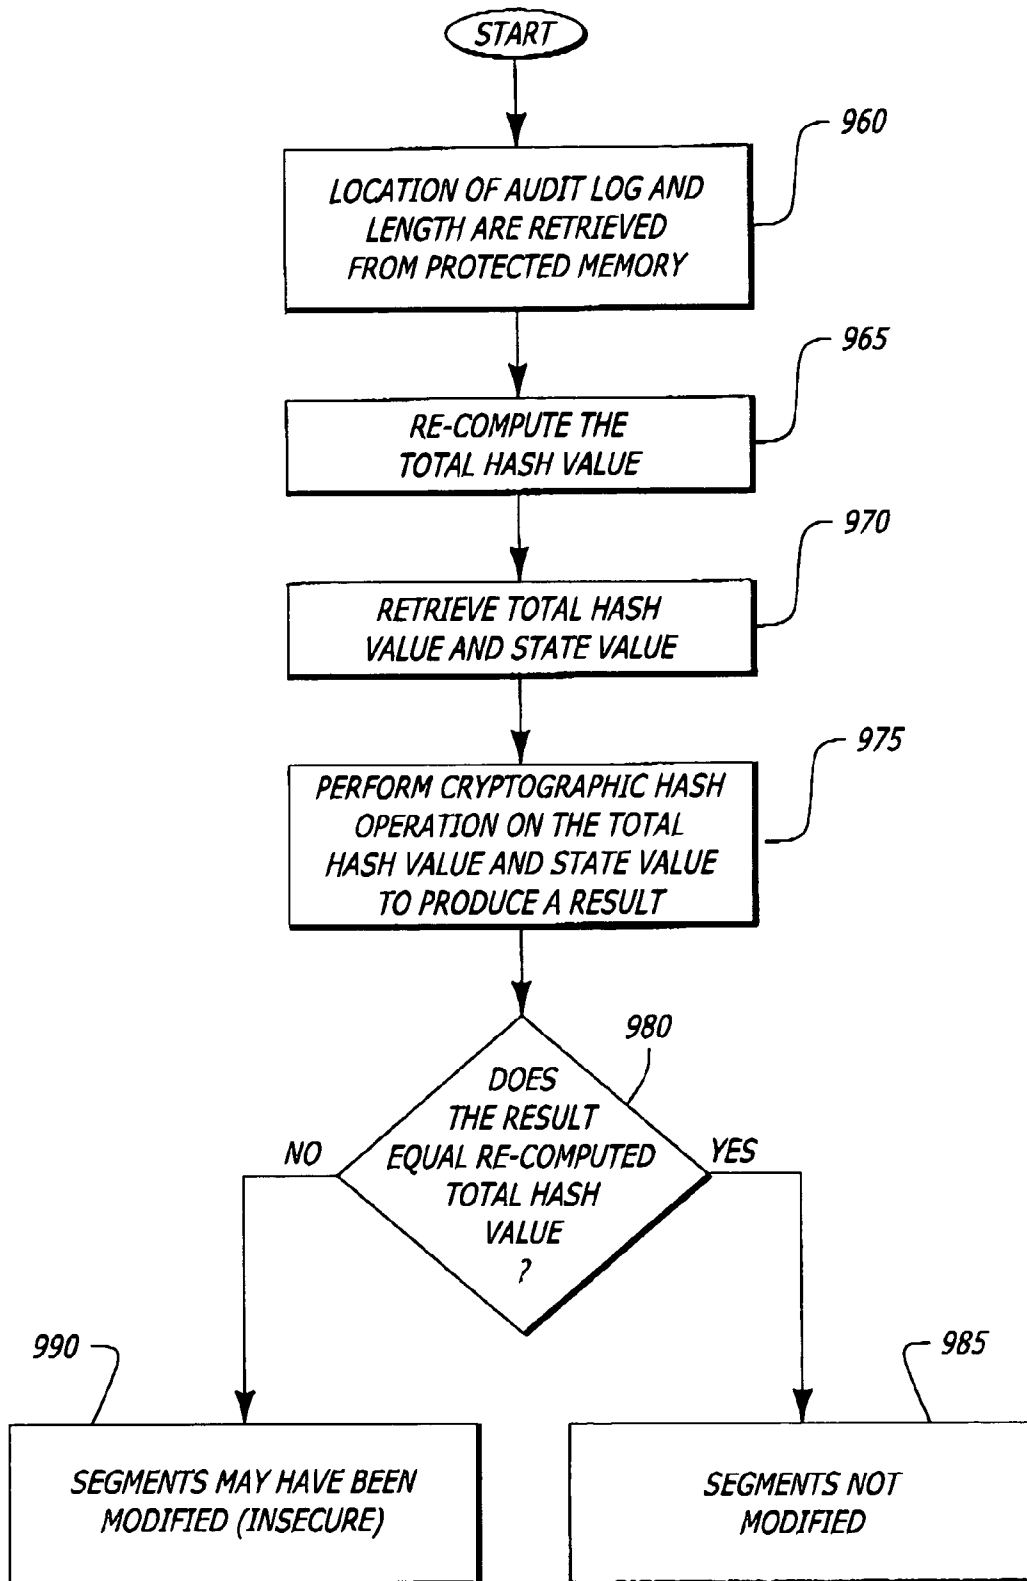 START
960
LOCATION OF AUDIT LOG AND
LENGTH ARE RETRIEVED
FROM PROTECTED MEMORY
965
RE-COMPUTE THE
TOTAL HASH VALUE
970
RETRIEVE TOTAL HASH
VALUE AND STATE VALUE
975
PERFORM CRYPTOGRAPHIC HASH
OPERATION ON THE TOTAL
HASH VALUE AND STATE VALUE
TO PRODUCE A RESULT
980
DOES
THE RESULT
EQUAL RE-COMPUTED
TOTAL HASH
VALUE
?
NO
YES
990
SEGMENTS MAY HAVE BEEN
MODIFIED (INSECURE)
985
SEGMENTS NOT
MODIFIED